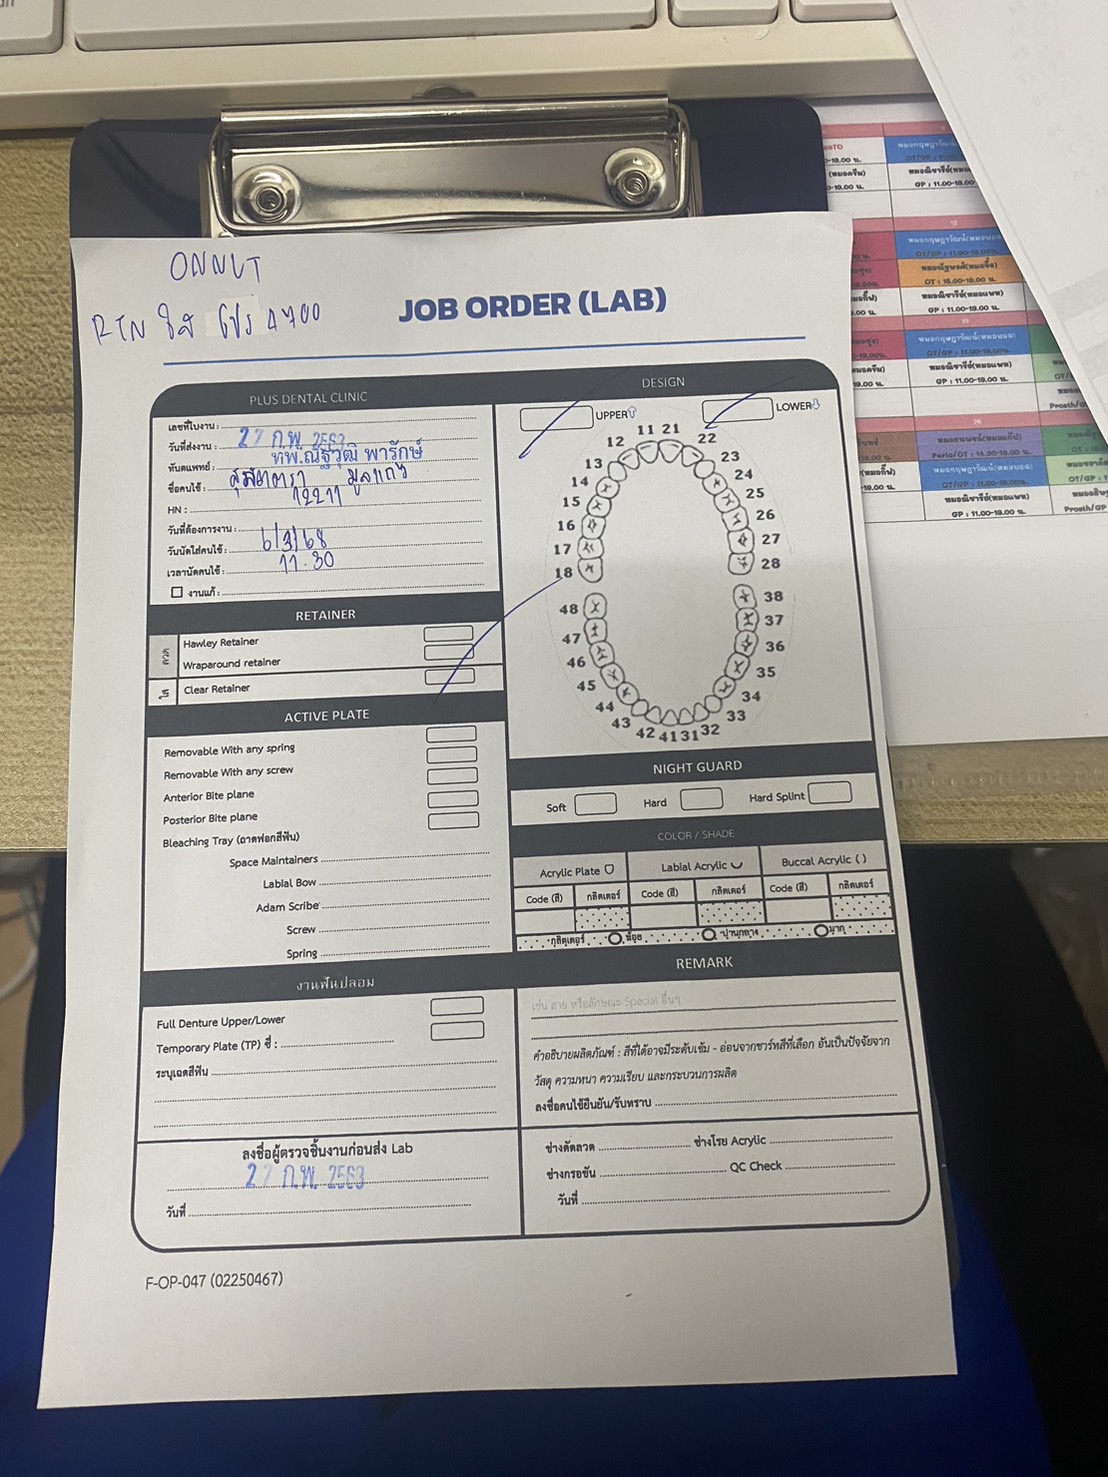 ONNUT
RTN ใส โปร 4700
JOB ORDER (LAB)
PLUS DENTAL CLINIC
เลขที่ใบงาน :
วันที่ส่งงาน : 27 ก.พ. 2563
ทันตแพทย์ : ทพ.ณัฐวุฒิ พารักษ์
ชื่อคนไข้ :
HN : 12211
วันที่ต้องการงาน :
วันนัดใส่คนไข้ : 6/3/68
เวลานัดคนไข้ : 11.30
งานแก้ :
RETAINER
ลวด
Hawley Retainer
Wraparound retainer
ใส
Clear Retainer
ACTIVE PLATE
Removable With any spring
Removable With any screw
Anterior Bite plane
Posterior Bite plane
Bleaching Tray (ถาดฟอกสีฟัน)
Space Maintainers
Labial Bow
Adam Scribe
Screw
Spring
งานฟันปลอม
Full Denture Upper/Lower
Temporary Plate (TP) ซี่ :
ระบุเฉดสีฟัน
ลงชื่อผู้ตรวจชิ้นงานก่อนส่ง Lab
27 ก.พ. 2563
วันที่
DESIGN
UPPER
LOWER
11 21
12 22
13 23
14 24
15 25
16 26
17 27
18 28
48 38
47 37
46 36
45 35
44 34
43 33
42 41 31 32
NIGHT GUARD
Soft Hard Hard Splint
COLOR / SHADE
Acrylic Plate Labial Acrylic Buccal Acrylic ( )
Code (สี) กลิตเตอร์ Code (สี) กลิตเตอร์ Code (สี) กลิตเตอร์
กลิตเตอร์ น้อย ปานกลาง มาก
REMARK
เช่น ลาย หรือลักษณะ Special อื่นๆ
คำอธิบายผลิตภัณฑ์ : สีที่ได้อาจมีระดับเข้ม - อ่อนจากชาร์ทสีที่เลือก อันเป็นปัจจัยจาก
วัสดุ ความหนา ความเรียบ และกระบวนการผลิต
ลงชื่อคนไข้ยืนยัน/รับทราบ
ช่างดัดลวด ช่างโรย Acrylic
ช่างกรอขัน QC Check
วันที่
F-OP-047 (02250467)